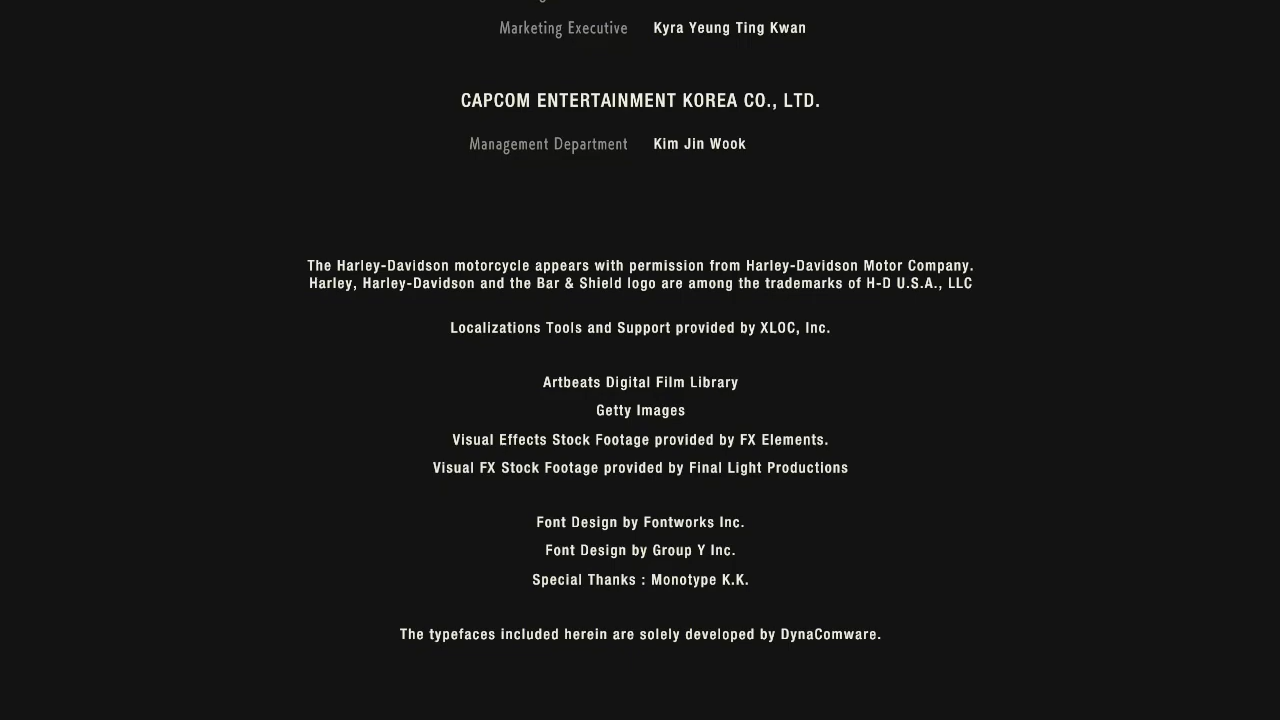 Marketing Executive Kyra Yeung Ting Kwan
CAPCOM ENTERTAINMENT KOREA CO., LTD.
Management Department Kim Jin Wook
The Harley-Davidson motorcycle appears with permission from Harley-Davidson Motor Company.
Harley, Harley-Davidson and the Bar & Shield logo are among the trademarks of H-D U.S.A., LLC
Localizations Tools and Support provided by XLOC, Inc.
Artbeats Digital Film Library
Getty Images
Visual Effects Stock Footage provided by FX Elements.
Visual FX Stock Footage provided by Final Light Productions
Font Design by Fontworks Inc.
Font Design by Group Y Inc.
Special Thanks : Monotype K.K.
The typefaces included herein are solely developed by DynaComware.